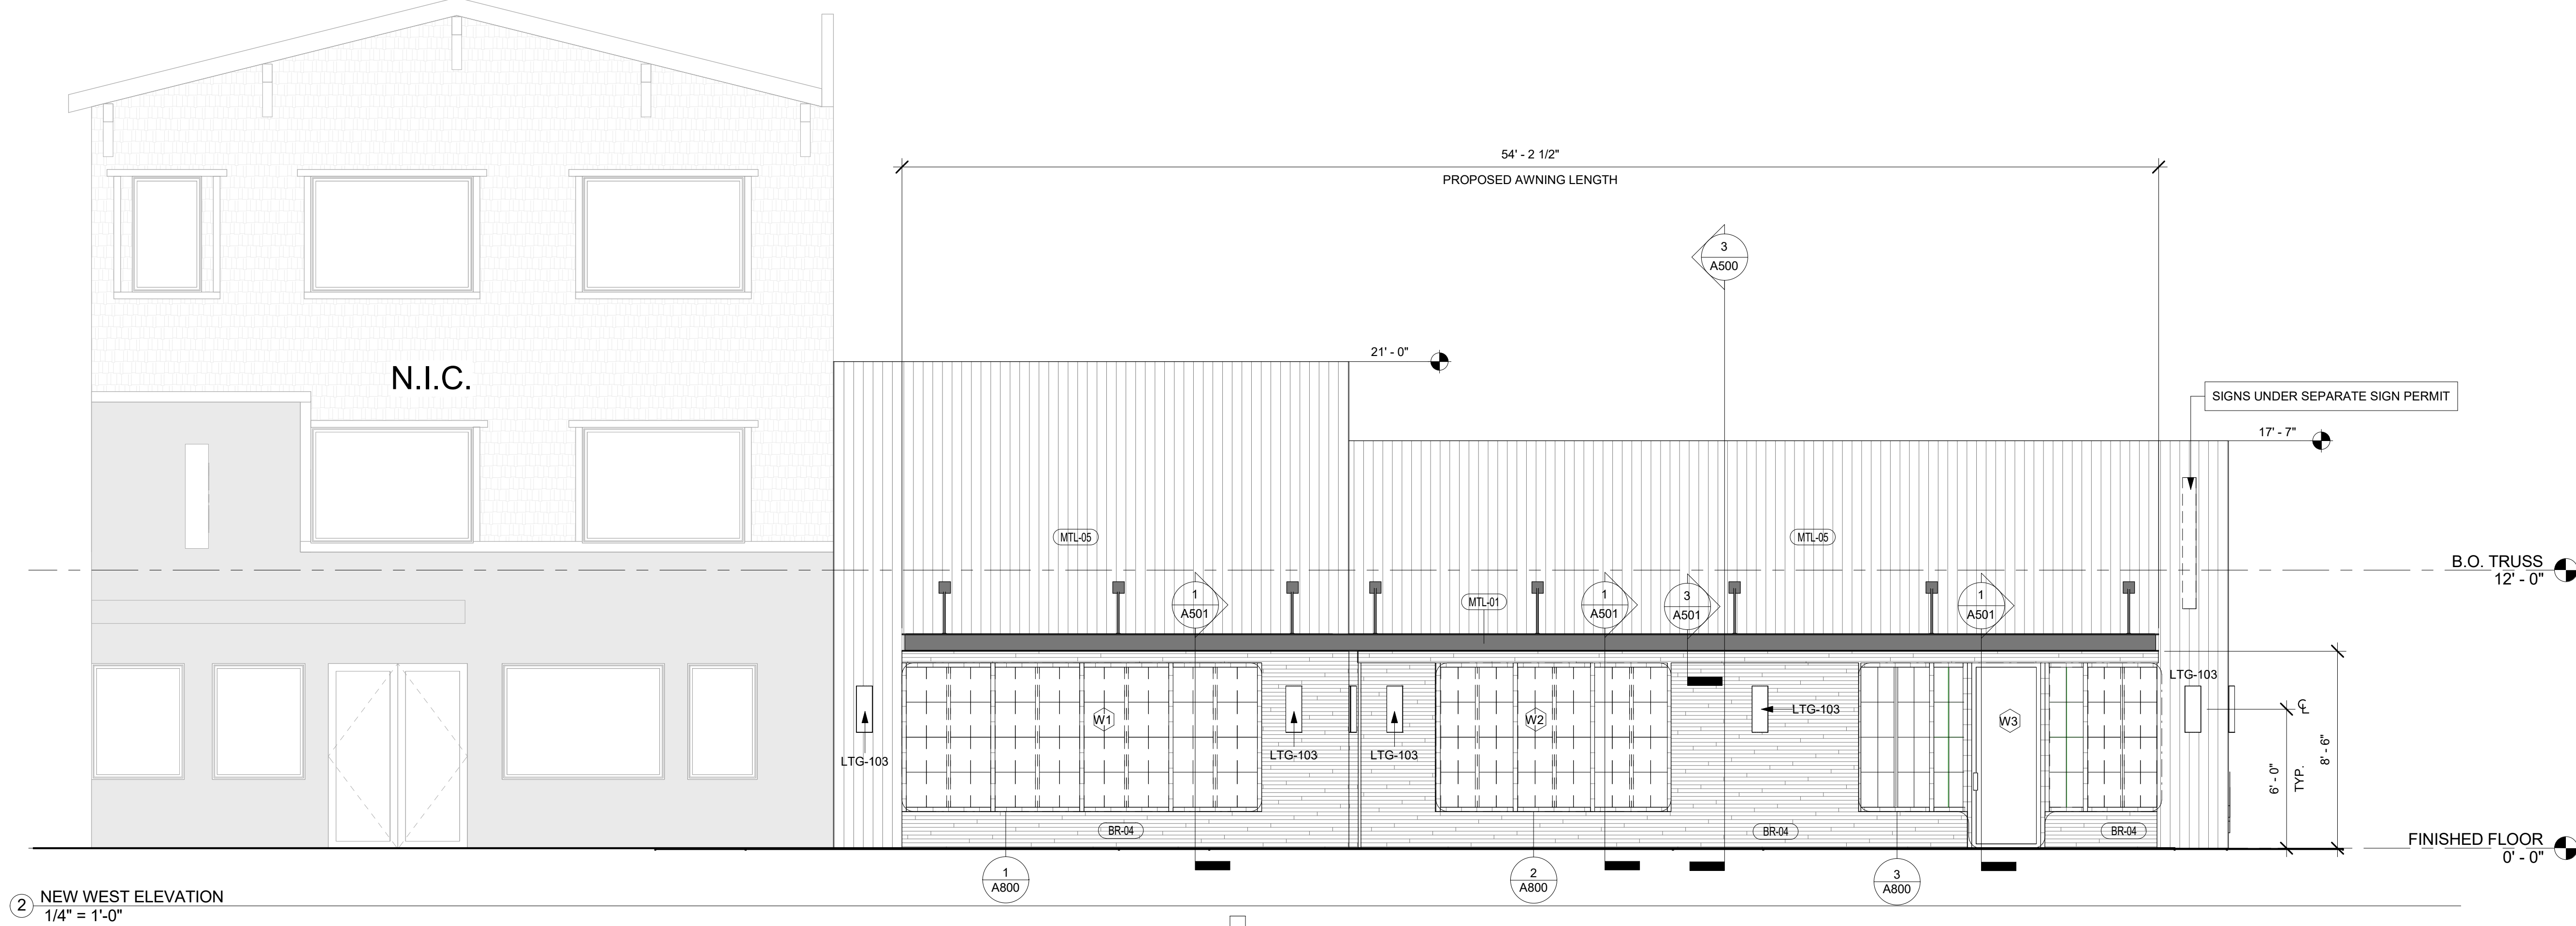 54' - 2 1/2"
PROPOSED AWNING LENGTH
3
A500
N.I.C.
21' - 0"
SIGNS UNDER SEPARATE SIGN PERMIT
17' - 7"
MTL-05
MTL-05
B.O. TRUSS
12' - 0"
1
A501
MTL-01
1
A501
3
A501
1
A501
LTG-103
W1
LTG-103
LTG-103
W2
LTG-103
W3
LTG-103
CL
6' - 0"
TYP.
8' - 6"
BR-04
BR-04
BR-04
FINISHED FLOOR
0' - 0"
1
A800
2
A800
3
A800
2
NEW WEST ELEVATION
1/4" = 1'-0"